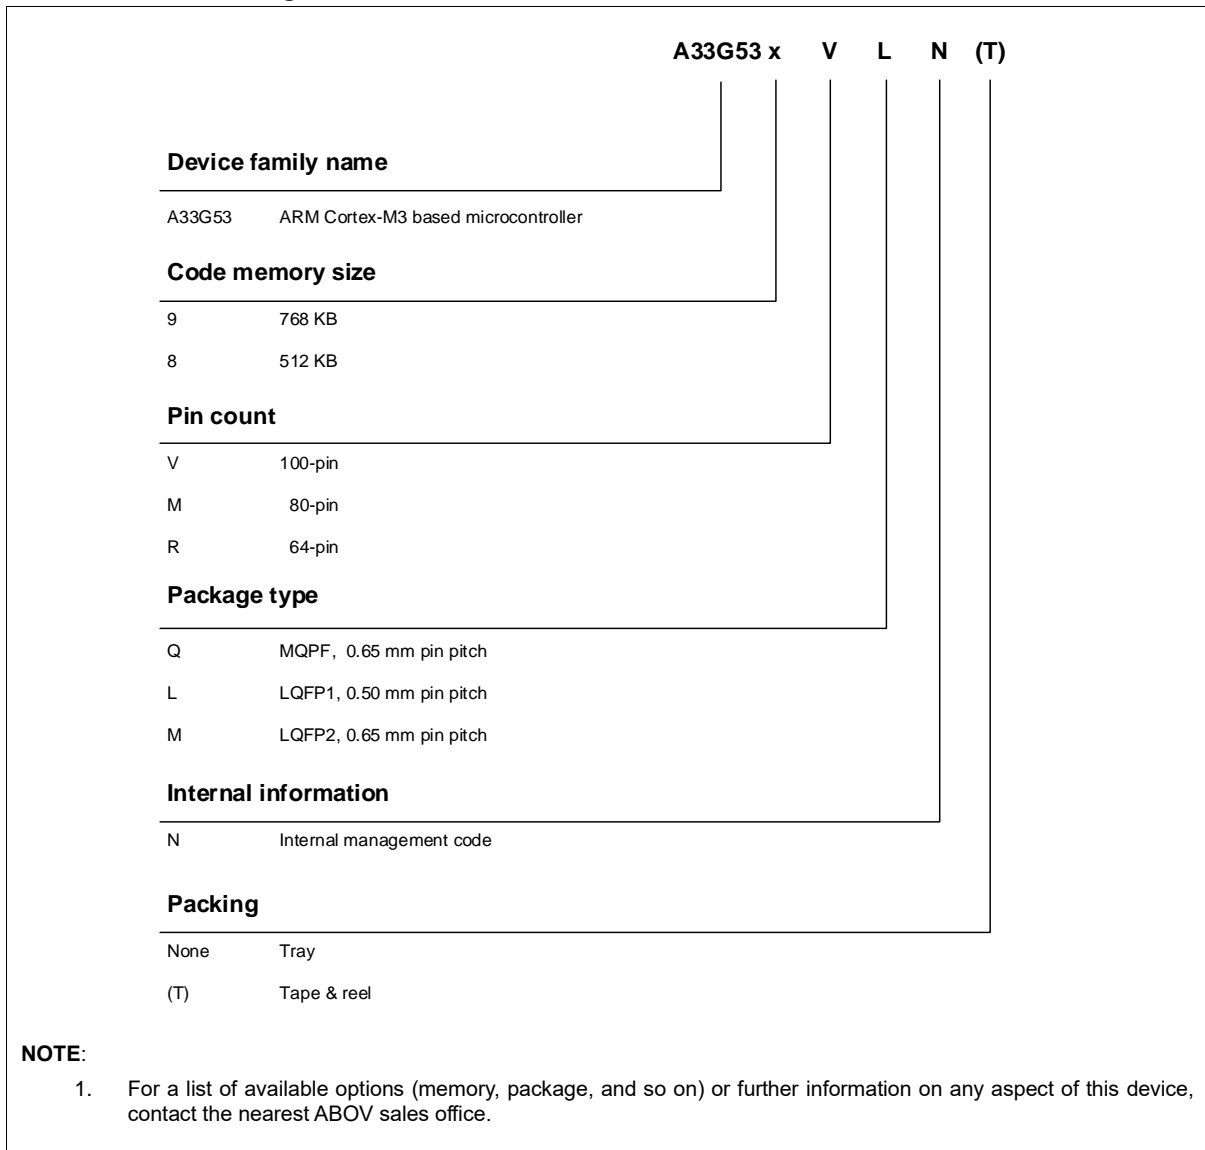 A33G53 x V L N (T)
Device family name
A33G53 ARM Cortex-M3 based microcontroller
Code memory size
9 768 KB
8 512 KB
Pin count
V 100-pin
M 80-pin
R 64-pin
Package type
Q MQPF, 0.65 mm pin pitch
L LQFP1, 0.50 mm pin pitch
M LQFP2, 0.65 mm pin pitch
Internal information
N Internal management code
Packing
None Tray
(T) Tape & reel
NOTE:
1. For a list of available options (memory, package, and so on) or further information on any aspect of this device,
contact the nearest ABOV sales office.